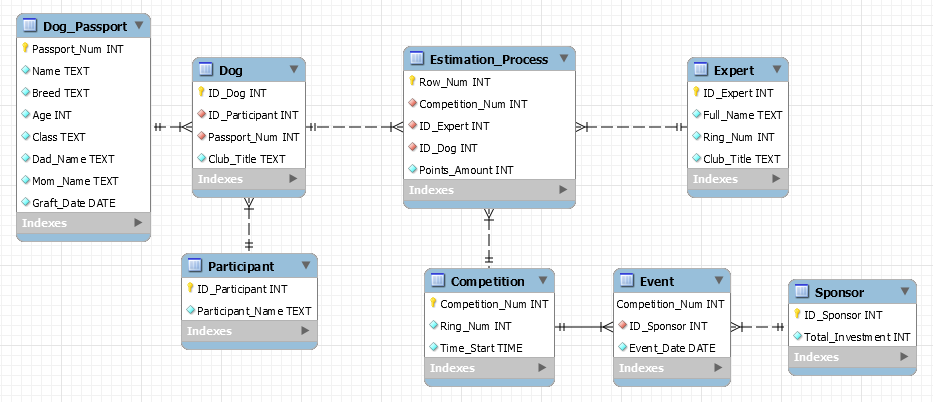 Dog_Passport
Passport_Num INT
Name TEXT
Breed TEXT
Age INT
Class TEXT
Dad_Name TEXT
Mom_Name TEXT
Graft_Date DATE
Indexes
Dog
ID_Dog INT
ID_Participant INT
Passport_Num INT
Club_Title TEXT
Indexes
Estimation_Process
Row_Num INT
Competition_Num INT
ID_Expert INT
ID_Dog INT
Points_Amount INT
Indexes
Expert
ID_Expert INT
Full_Name TEXT
Ring_Num INT
Club_Title TEXT
Indexes
Participant
ID_Participant INT
Participant_Name TEXT
Indexes
Competition
Competition_Num INT
Ring_Num INT
Time_Start TIME
Indexes
Event
Competition_Num INT
ID_Sponsor INT
Event_Date DATE
Indexes
Sponsor
ID_Sponsor INT
Total_Investment INT
Indexes